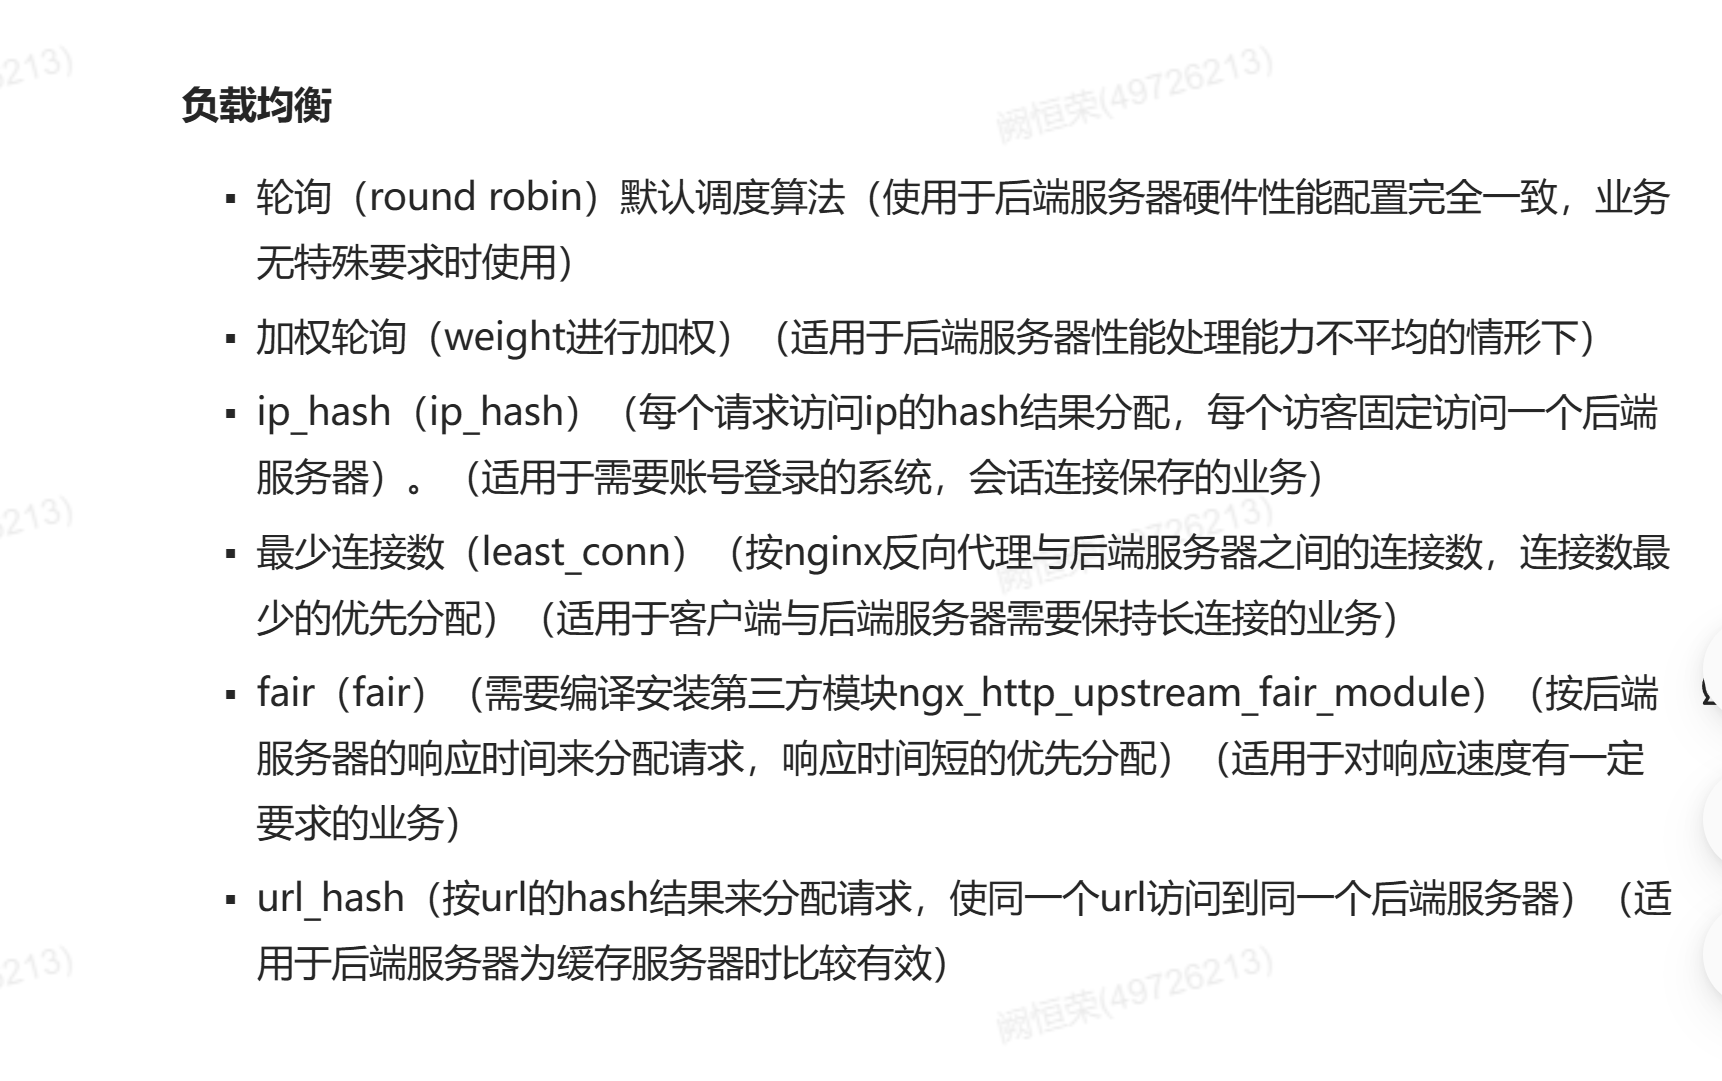 负载均衡
▪ 轮询（round robin）默认调度算法（使用于后端服务器硬件性能配置完全一致，业务
无特殊要求时使用）
▪ 加权轮询（weight进行加权）（适用于后端服务器性能处理能力不平均的情形下）
▪ ip_hash（ip_hash）（每个请求访问ip的hash结果分配，每个访客固定访问一个后端
服务器）。（适用于需要账号登录的系统，会话连接保存的业务）
▪ 最少连接数（least_conn）（按nginx反向代理与后端服务器之间的连接数，连接数最
少的优先分配）（适用于客户端与后端服务器需要保持长连接的业务）
▪ fair（fair）（需要编译安装第三方模块ngx_http_upstream_fair_module）（按后端
服务器的响应时间来分配请求，响应时间短的优先分配）（适用于对响应速度有一定
要求的业务）
▪ url_hash（按url的hash结果来分配请求，使同一个url访问到同一个后端服务器）（适
用于后端服务器为缓存服务器时比较有效）
阙恒荣(49726213)
阙恒荣(49726213)
阙恒荣(49726213)
213)
213)
213)